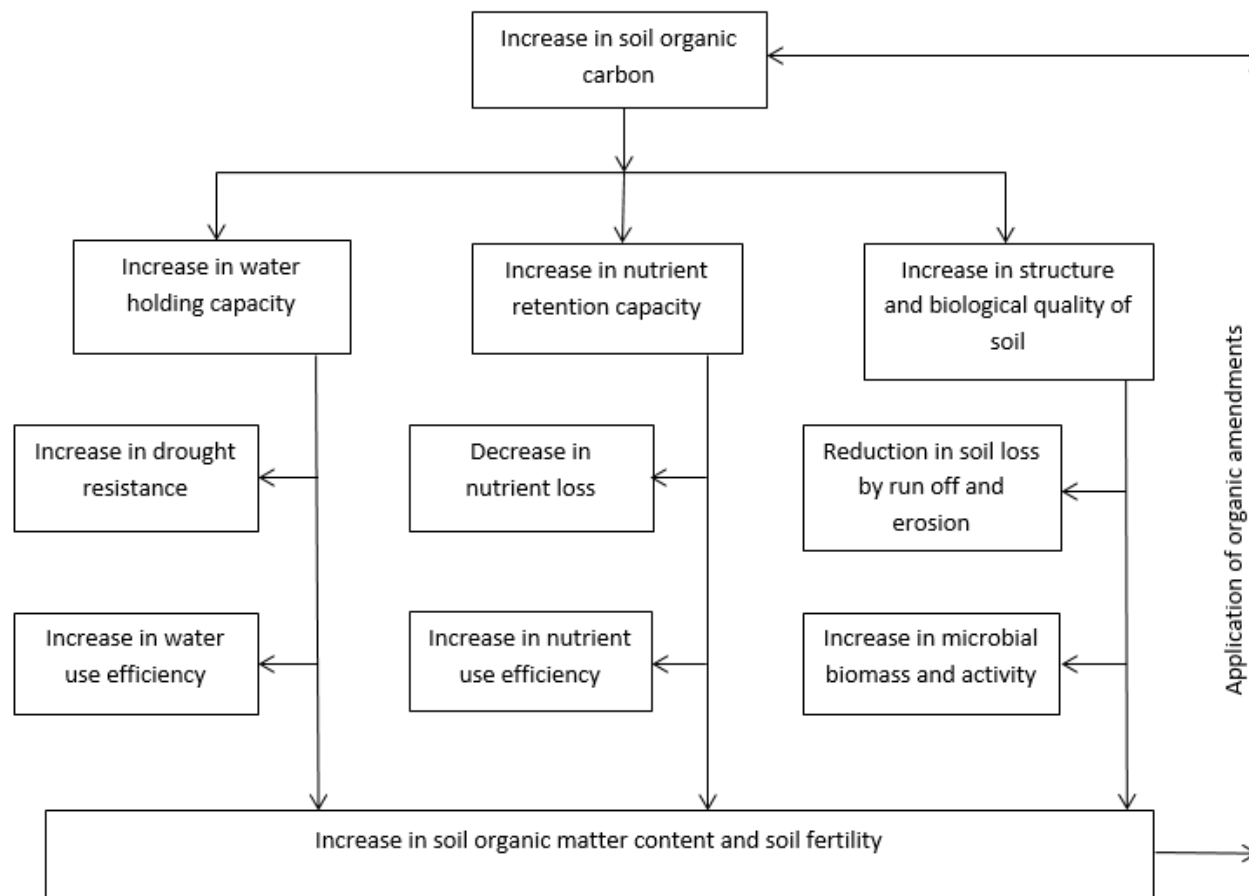 Increase in soil organic
carbon
Increase in water
holding capacity
Increase in nutrient
retention capacity
Increase in structure
and biological quality of
soil
Increase in drought
resistance
Decrease in
nutrient loss
Reduction in soil loss
by run off and
erosion
Increase in water
use efficiency
Increase in nutrient
use efficiency
Increase in microbial
biomass and activity
Increase in soil organic matter content and soil fertility
Application of organic amendments